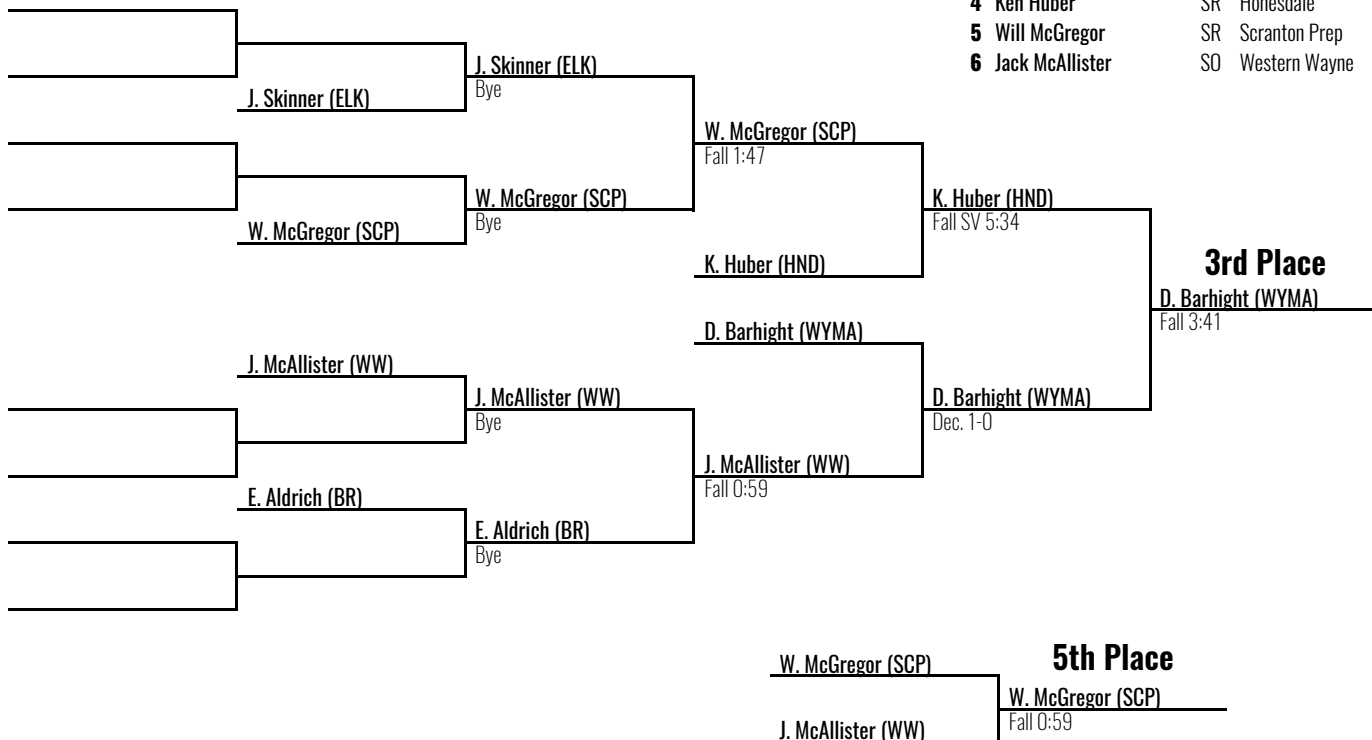 4 Ken Huber SR Honesdale
5 Will McGregor SR Scranton Prep
6 Jack McAllister SO Western Wayne
J. Skinner (ELK)
Bye
J. Skinner (ELK)
W. McGregor (SCP)
Fall 1:47
W. McGregor (SCP)
Bye
W. McGregor (SCP)
K. Huber (HND)
Fall SV 5:34
K. Huber (HND)
3rd Place
D. Barhight (WYMA)
Fall 3:41
D. Barhight (WYMA)
J. McAllister (WW)
J. McAllister (WW)
Bye
D. Barhight (WYMA)
Dec. 1-0
J. McAllister (WW)
Fall 0:59
E. Aldrich (BR)
E. Aldrich (BR)
Bye
5th Place
W. McGregor (SCP)
W. McGregor (SCP)
Fall 0:59
J. McAllister (WW)